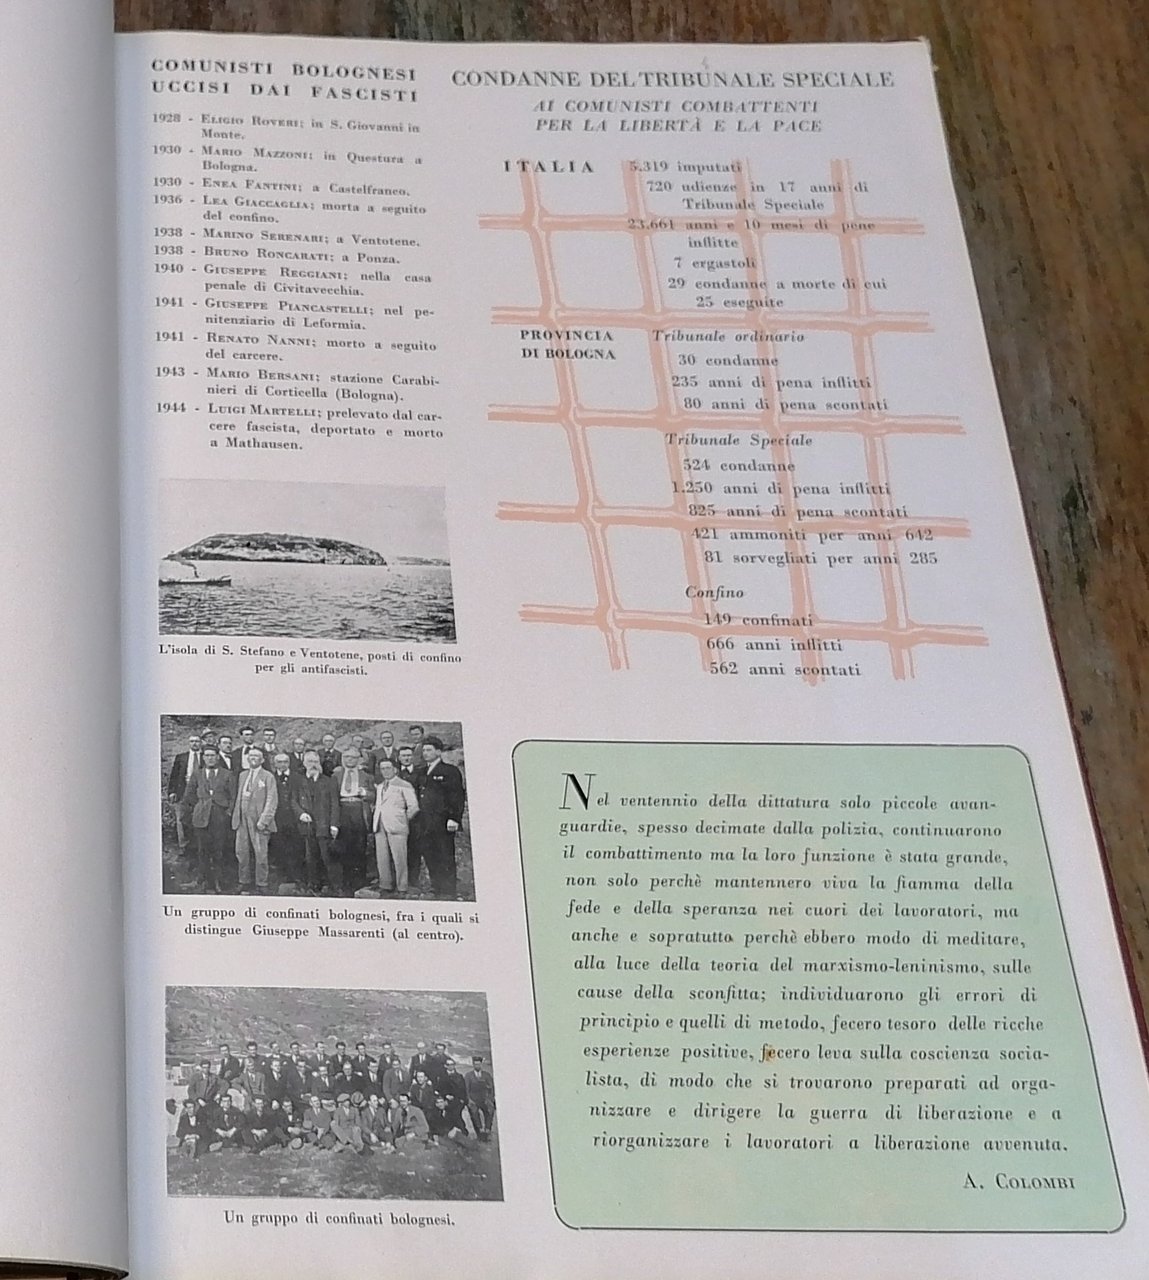 COMUNISTI BOLOGNESI
UCCISI DAI FASCISTI
1928 - ELIGIO ROVERI; in S. Giovanni in
Monte.
1930 - MARIO MAZZONI; in Questura a
Bologna.
1930 - ENEA FANTINI; a Castelfranco.
1936 - LEA GIACCAGLIA; morta a seguito
del confino.
1938 - MARINO SERENARI; a Ventotene.
1938 - BRUNO RONCARATI; a Ponza.
1940 - GIUSEPPE REGGIANI; nella casa
penale di Civitavecchia.
1941 - GIUSEPPE PIANCASTELLI; nel pe-
nitenziario di Leformia.
1941 - RENATO NANNI; morto a seguito
del carcere.
1943 - MARIO BERSANI; stazione Carabi-
nieri di Corticella (Bologna).
1944 - LUIGI MARTELLI; prelevato dal car-
cere fascista, deportato e morto
a Mathausen.
L'isola di S. Stefano e Ventotene, posti di confino
per gli antifascisti.
Un gruppo di confinati bolognesi, fra i quali si
distingue Giuseppe Massarenti (al centro).
Un gruppo di confinati bolognesi.
CONDANNE DEL TRIBUNALE SPECIALE
AI COMUNISTI COMBATTENTI
PER LA LIBERTÀ E LA PACE
ITALIA 5.319 imputati
720 udienze in 17 anni di
Tribunale Speciale
23.661 anni e 10 mesi di pene
inflitte
7 ergastoli
29 condanne a morte di cui
25 eseguite
PROVINCIA
DI BOLOGNA
Tribunale ordinario
30 condanne
235 anni di pena inflitti
80 anni di pena scontati
Tribunale Speciale
324 condanne
1.250 anni di pena inflitti
825 anni di pena scontati
421 ammoniti per anni 642
81 sorvegliati per anni 285
Confino
149 confinati
666 anni inflitti
562 anni scontati
Nel ventennio della dittatura solo piccole avan-
guardie, spesso decimate dalla polizia, continuarono
il combattimento ma la loro funzione è stata grande,
non solo perchè mantennero viva la fiamma della
fede e della speranza nei cuori dei lavoratori, ma
anche e sopratutto perchè ebbero modo di meditare,
alla luce della teoria del marxismo-leninismo, sulle
cause della sconfitta; individuarono gli errori di
principio e quelli di metodo, fecero tesoro delle ricche
esperienze positive, fecero leva sulla coscienza socia-
lista, di modo che si trovarono preparati ad orga-
nizzare e dirigere la guerra di liberazione e a
riorganizzare i lavoratori a liberazione avvenuta.
A. COLOMBI